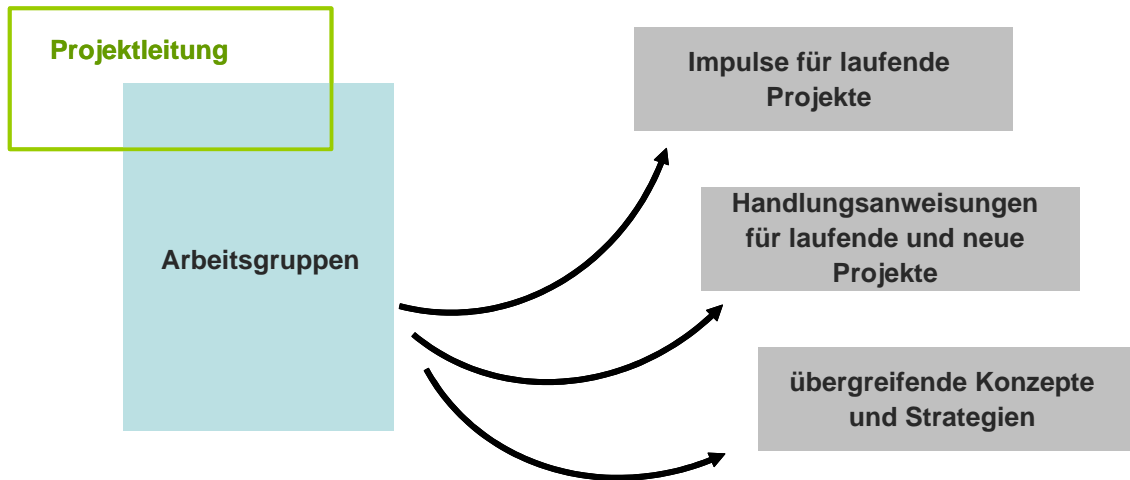 Projektleitung
Arbeitsgruppen
Impulse für laufende
Projekte
Handlungsanweisungen
für laufende und neue
Projekte
übergreifende Konzepte
und Strategien